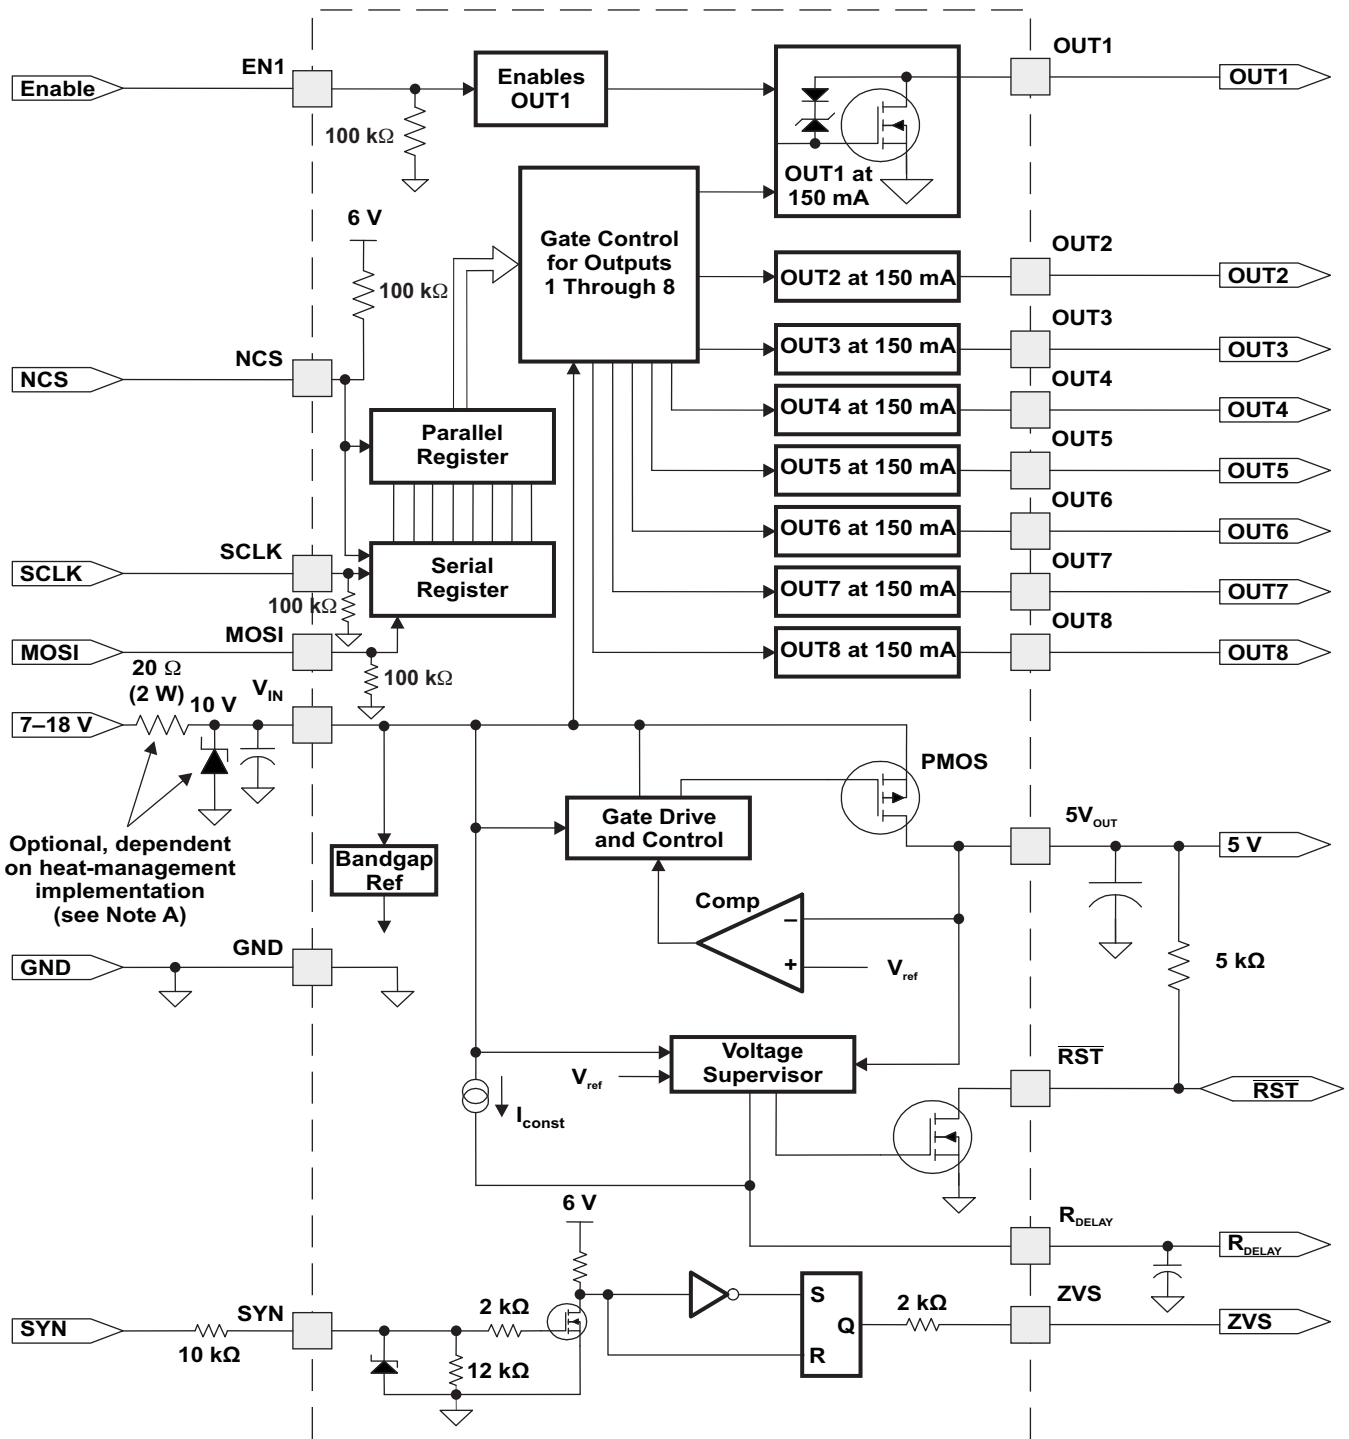 EN1
OUT1
Enable
Enables
OUT1
OUT1
100 kΩ
OUT1 at
150 mA
6 V
Gate Control
for Outputs
1 Through 8
100 kΩ
OUT2
OUT2 at 150 mA
OUT2
NCS
NCS
OUT3
OUT3 at 150 mA
OUT3
OUT4
OUT4 at 150 mA
OUT4
Parallel
Register
OUT5
OUT5 at 150 mA
OUT5
OUT6
OUT6 at 150 mA
OUT6
SCLK
SCLK
Serial
Register
100 kΩ
OUT7
OUT7 at 150 mA
OUT7
MOSI
MOSI
100 kΩ
OUT8
OUT8 at 150 mA
OUT8
20 Ω
(2 W)
10 V
VIN
7–18 V
PMOS
Optional, dependent
on heat-management
implementation
(see Note A)
Bandgap
Ref
Gate Drive
and Control
5VOUT
5 V
Comp
–
+
Vref
5 kΩ
GND
GND
Voltage
Supervisor
Vref
Iconst
RST
RST
6 V
RDELAY
RDELAY
SYN
SYN
10 kΩ
2 kΩ
12 kΩ
S
Q
R
2 kΩ
ZVS
ZVS